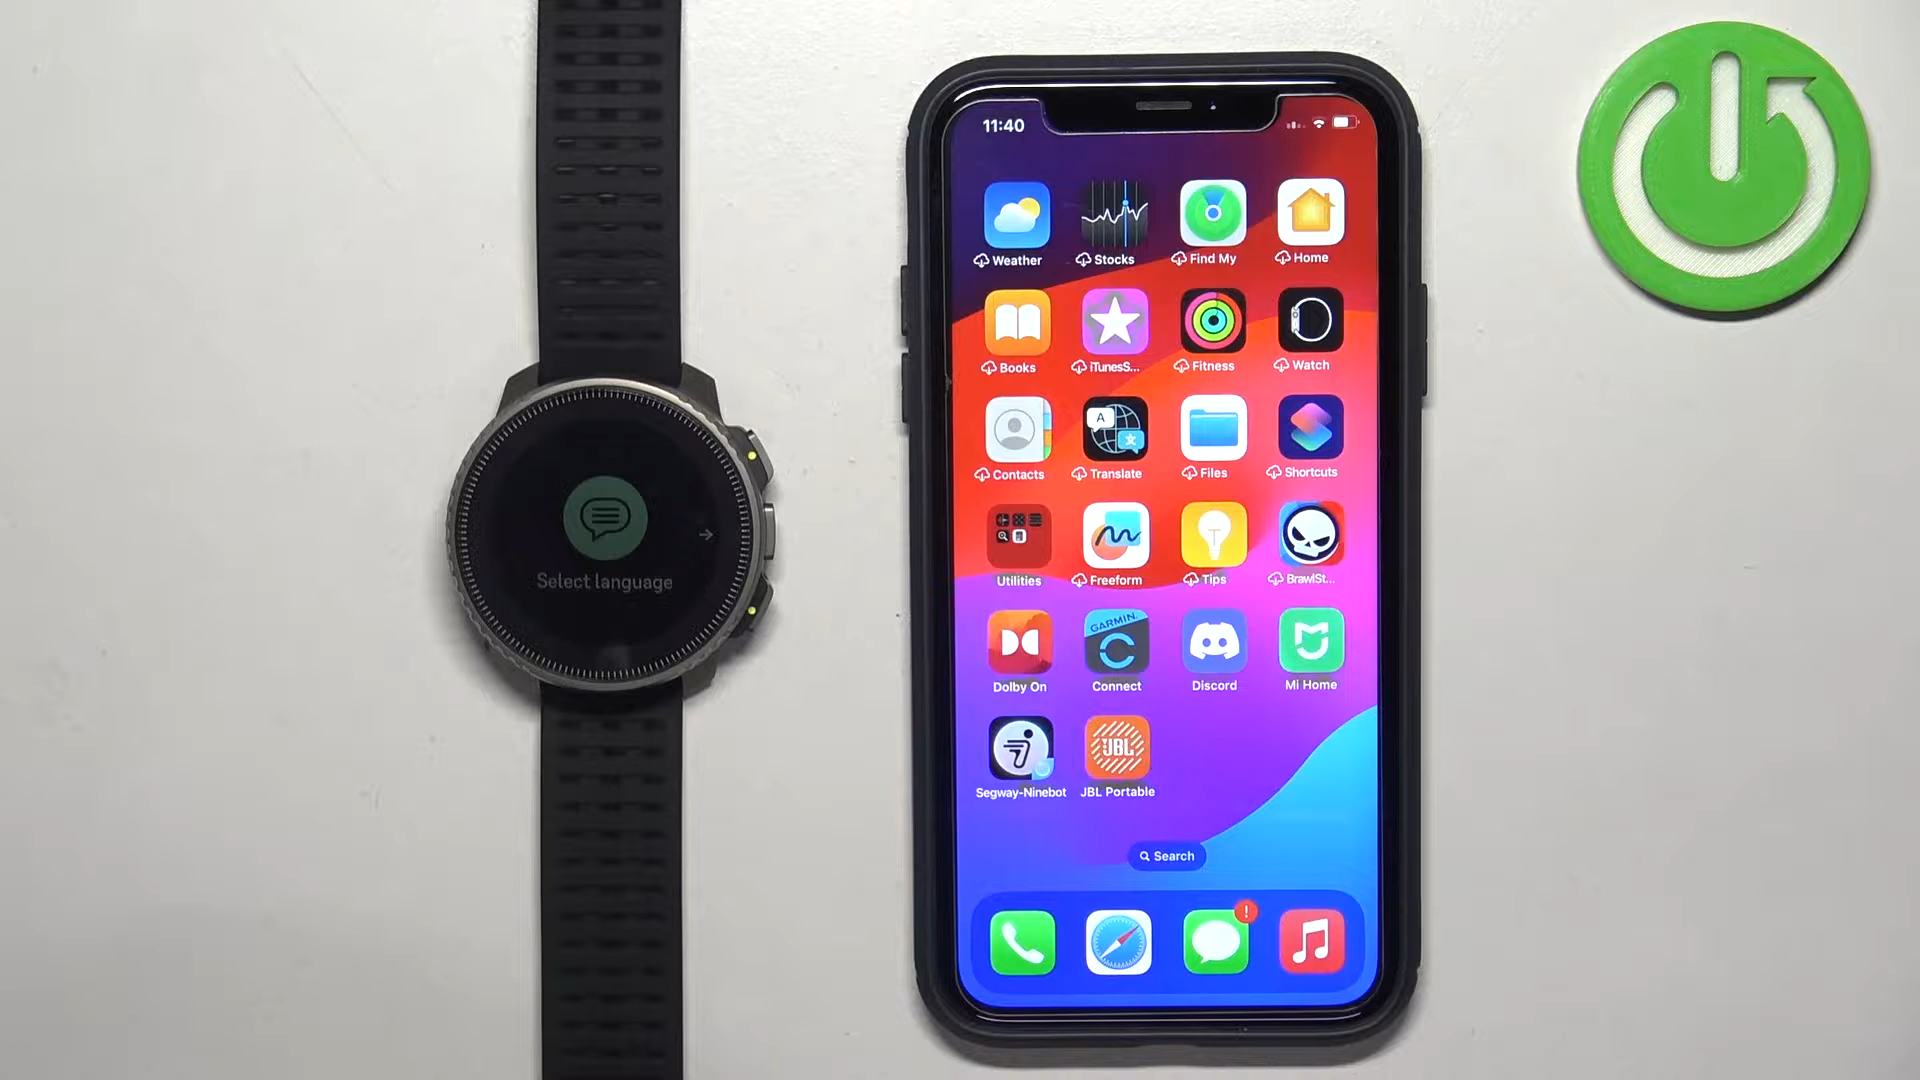 11:40
Weather
Stocks
Find My
Home
Books
iTunesS...
Fitness
Watch
Contacts
A
Translate
Files
Shortcuts
Select language
Utilities
Freeform
Tips
BrawlSt...
GARMIN.
Dolby On
Connect
Discord
Mi Home
JBL
Segway-Ninebot
JBL Portable
Search
!